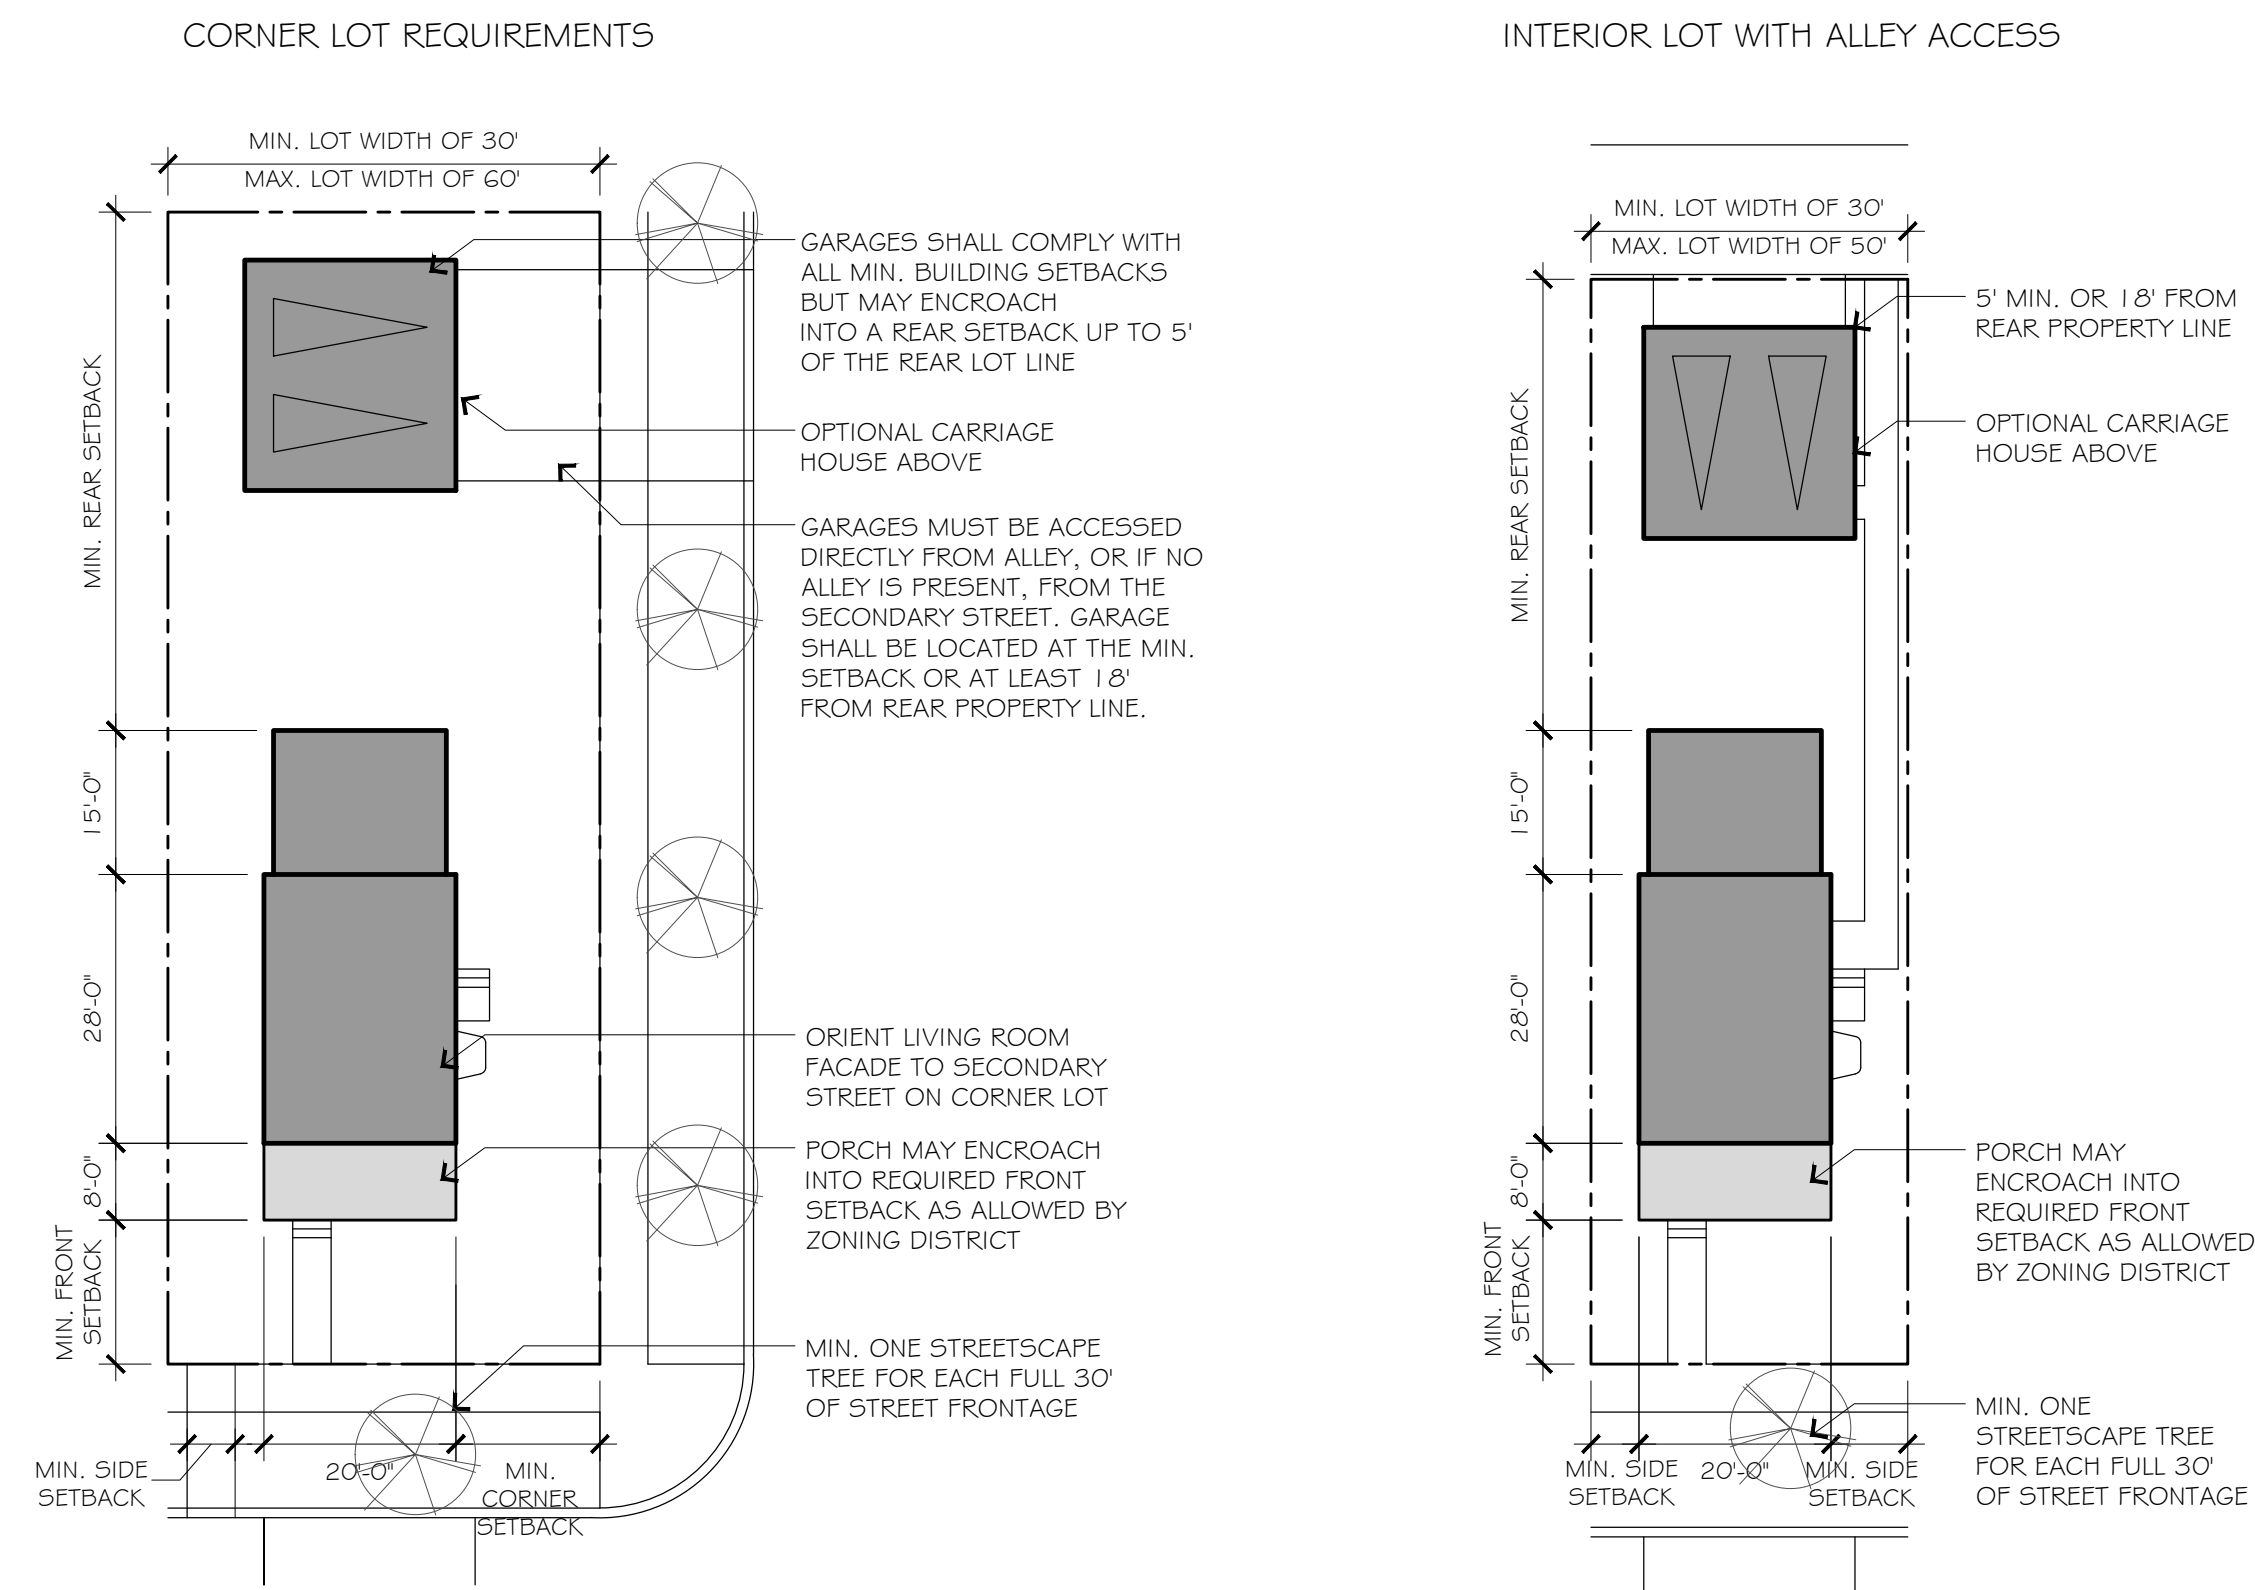 CORNER LOT REQUIREMENTS
MIN. LOT WIDTH OF 30'
MAX. LOT WIDTH OF 60'
GARAGES SHALL COMPLY WITH
ALL MIN. BUILDING SETBACKS
BUT MAY ENCROACH
INTO A REAR SETBACK UP TO 5'
OF THE REAR LOT LINE
OPTIONAL CARRIAGE
HOUSE ABOVE
GARAGES MUST BE ACCESSED
DIRECTLY FROM ALLEY, OR IF NO
ALLEY IS PRESENT, FROM THE
SECONDARY STREET. GARAGE
SHALL BE LOCATED AT THE MIN.
SETBACK OR AT LEAST 18'
FROM REAR PROPERTY LINE.
ORIENT LIVING ROOM
FACADE TO SECONDARY
STREET ON CORNER LOT
PORCH MAY ENCROACH
INTO REQUIRED FRONT
SETBACK AS ALLOWED BY
ZONING DISTRICT
MIN. ONE STREETSCAPE
TREE FOR EACH FULL 30'
OF STREET FRONTAGE
MIN. REAR SETBACK
15'-0"
28'-0"
8'-0"
MIN. FRONT
SETBACK
MIN. SIDE
SETBACK
20'-0"
MIN.
CORNER
SETBACK
INTERIOR LOT WITH ALLEY ACCESS
MIN. LOT WIDTH OF 30'
MAX. LOT WIDTH OF 50'
5' MIN. OR 18' FROM
REAR PROPERTY LINE
OPTIONAL CARRIAGE
HOUSE ABOVE
PORCH MAY
ENCROACH INTO
REQUIRED FRONT
SETBACK AS ALLOWED
BY ZONING DISTRICT
MIN. ONE
STREETSCAPE TREE
FOR EACH FULL 30'
OF STREET FRONTAGE
MIN. REAR SETBACK
15'-0"
28'-0"
8'-0"
MIN. FRONT
SETBACK
MIN. SIDE
SETBACK
20'-0"
MIN. SIDE
SETBACK